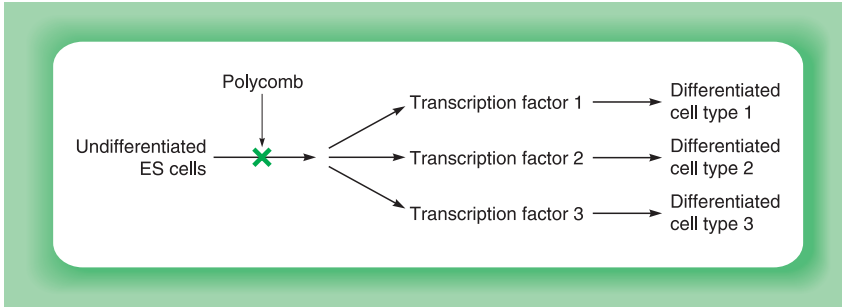 Polycomb
Undifferentiated
ES cells
Transcription factor 1
Differentiated
cell type 1
Transcription factor 2
Differentiated
cell type 2
Transcription factor 3
Differentiated
cell type 3